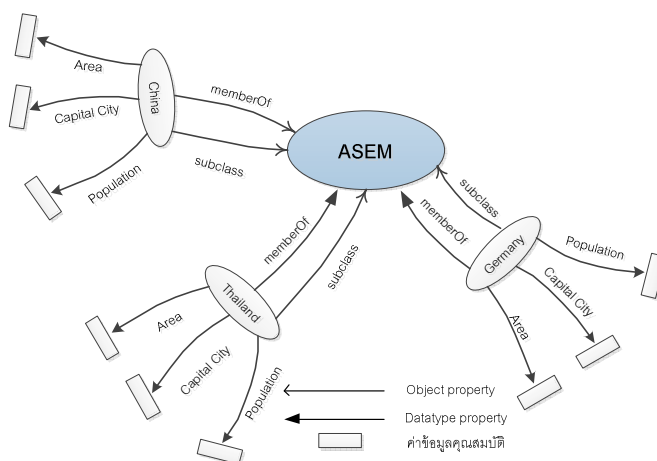 Area
China
memberOf
Capital City
ASEM
subclass
Population
subclass
memberOf
Population
Germany
memberOf
subclass
Capital City
Thailand
Area
Area
Capital City
Population
Object property
Datatype property
ค่าข้อมูลคุณสมบัติ